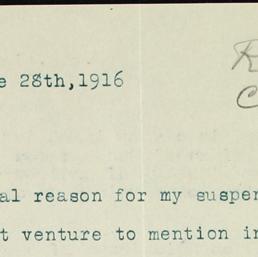 e 28th,1916
R
C
al reason for my suspen
t venture to mention in